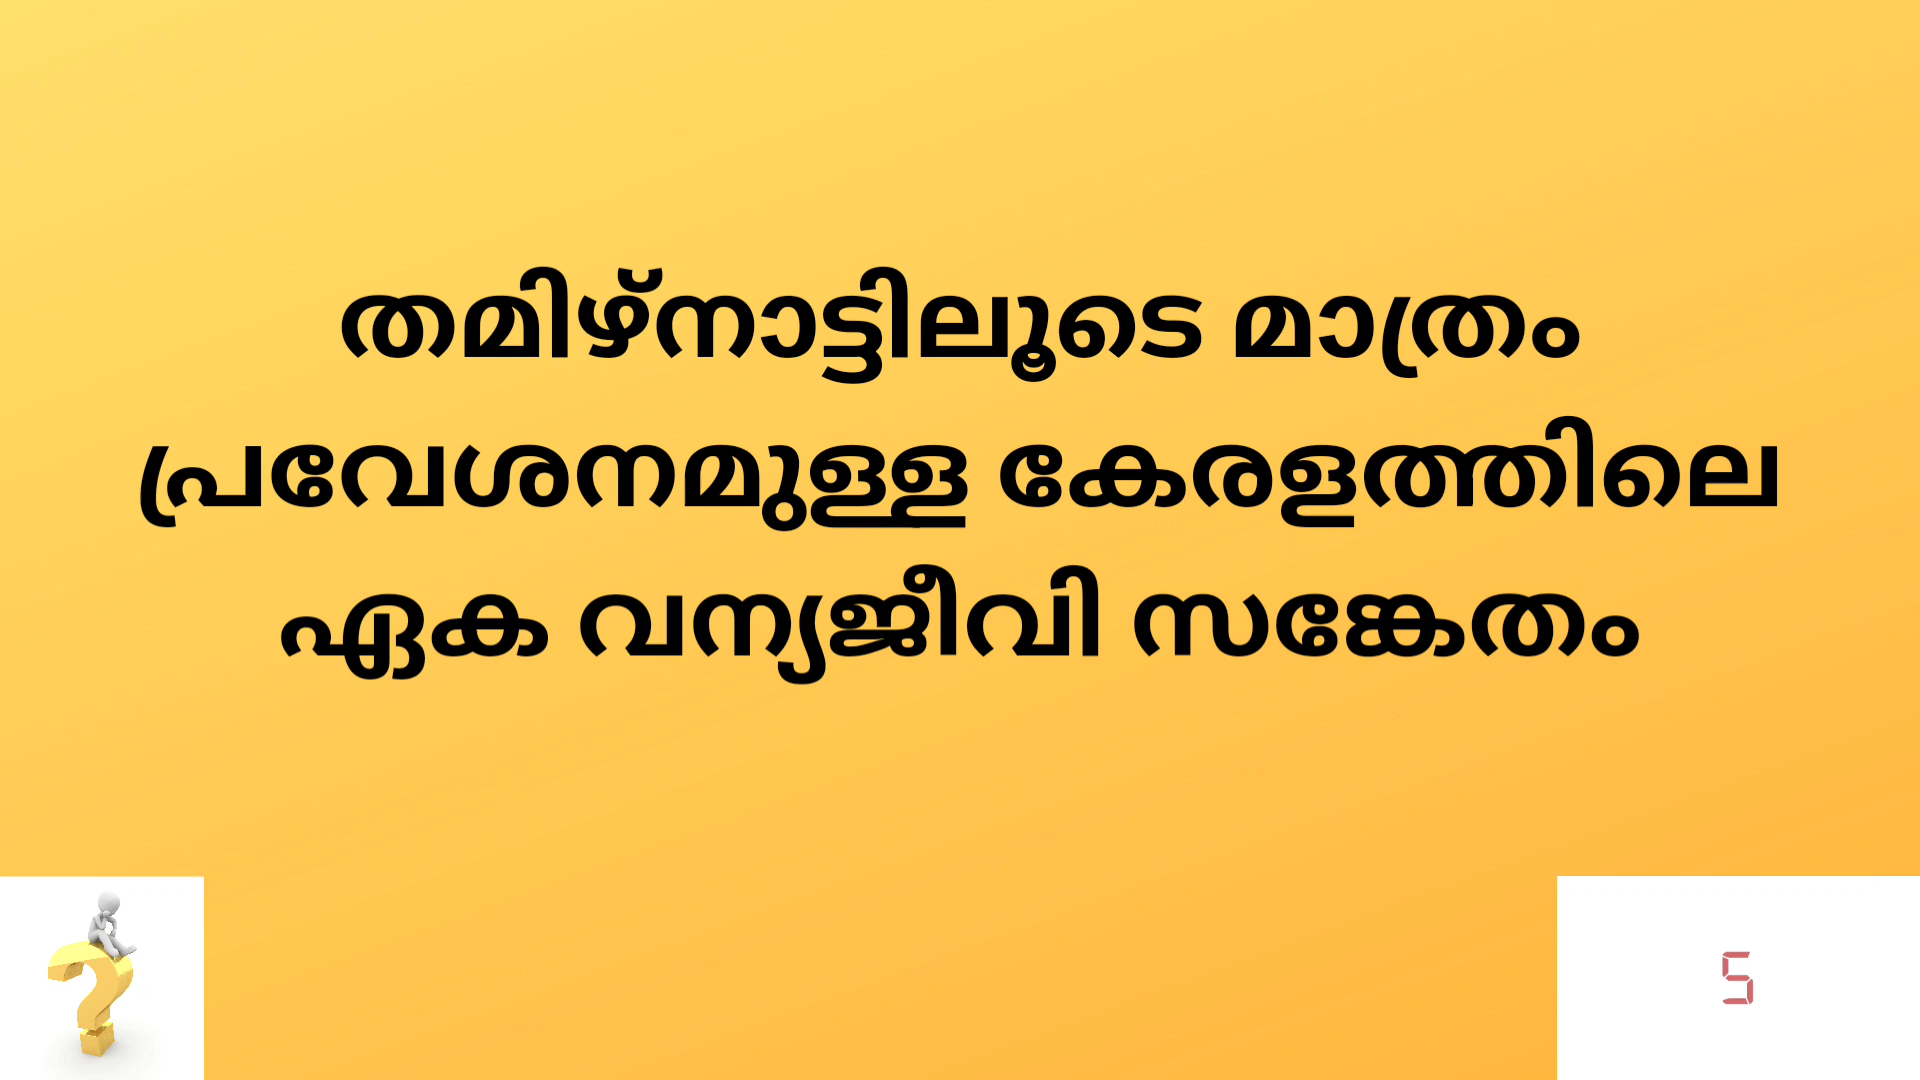 തമിഴ്നാട്ടിലൂടെ മാത്രം
പ്രവേശനമുള്ള കേരളത്തിലെ
ഏക വന്യജീവി സങ്കേതം
5